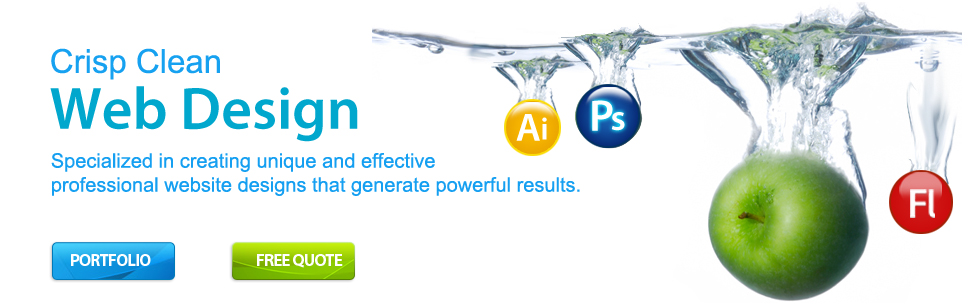 Crisp Clean
Web Design
Specialized in creating unique and effective
professional website designs that generate powerful results.
PORTFOLIO
FREE QUOTE
Ai
Ps
Fl